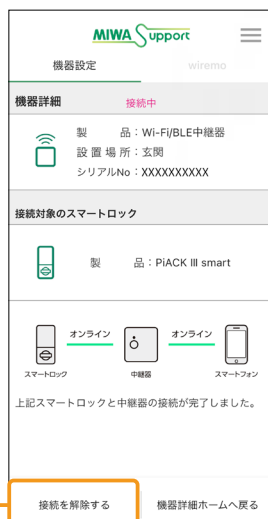 MIWA Support
機器設定 wiremo
機器詳細 接続中
製 品：Wi-Fi/BLE中継器
設置場所：玄関
シリアルNo：XXXXXXXXXX
接続対象のスマートロック
製 品：PiACK Ⅲ smart
オンライン オンライン
スマートロック 中継器 スマートフォン
上記スマートロックと中継器の接続が完了しました。
接続を解除する 機器詳細ホームへ戻る